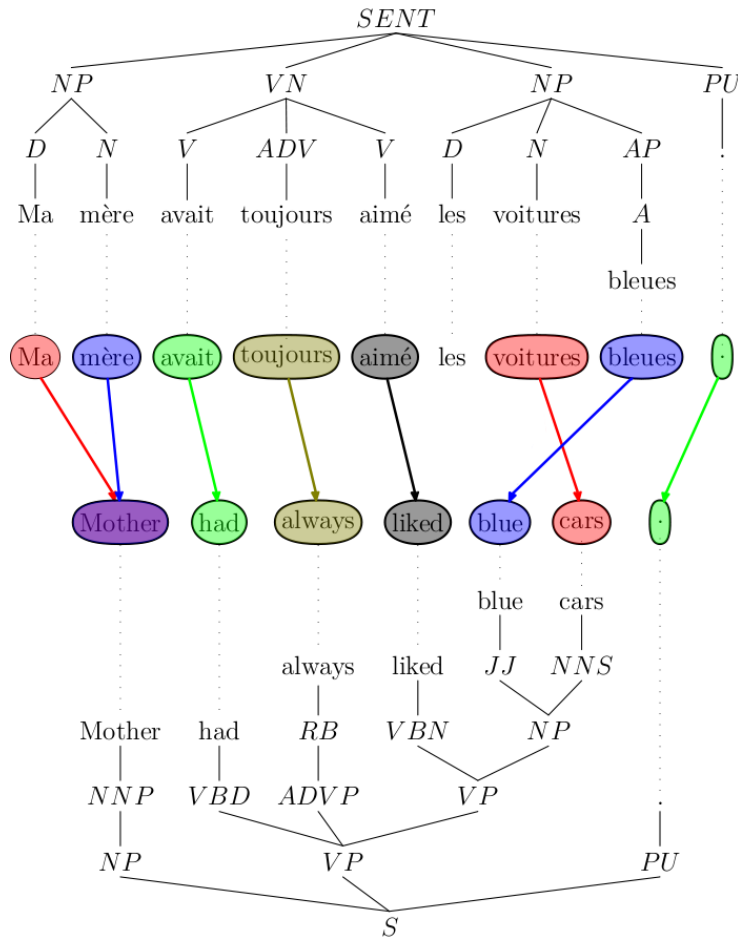 SENT
NP VN NP PU
D N V ADV V D N AP .
Ma mère avait toujours aimé les voitures A
bleues
Ma mère avait toujours aimé les voitures bleues .
Mother had always liked blue cars .
blue cars
always liked JJ NNS
Mother had RB VBN NP
NNP VBD ADVP VP .
NP VP PU
S